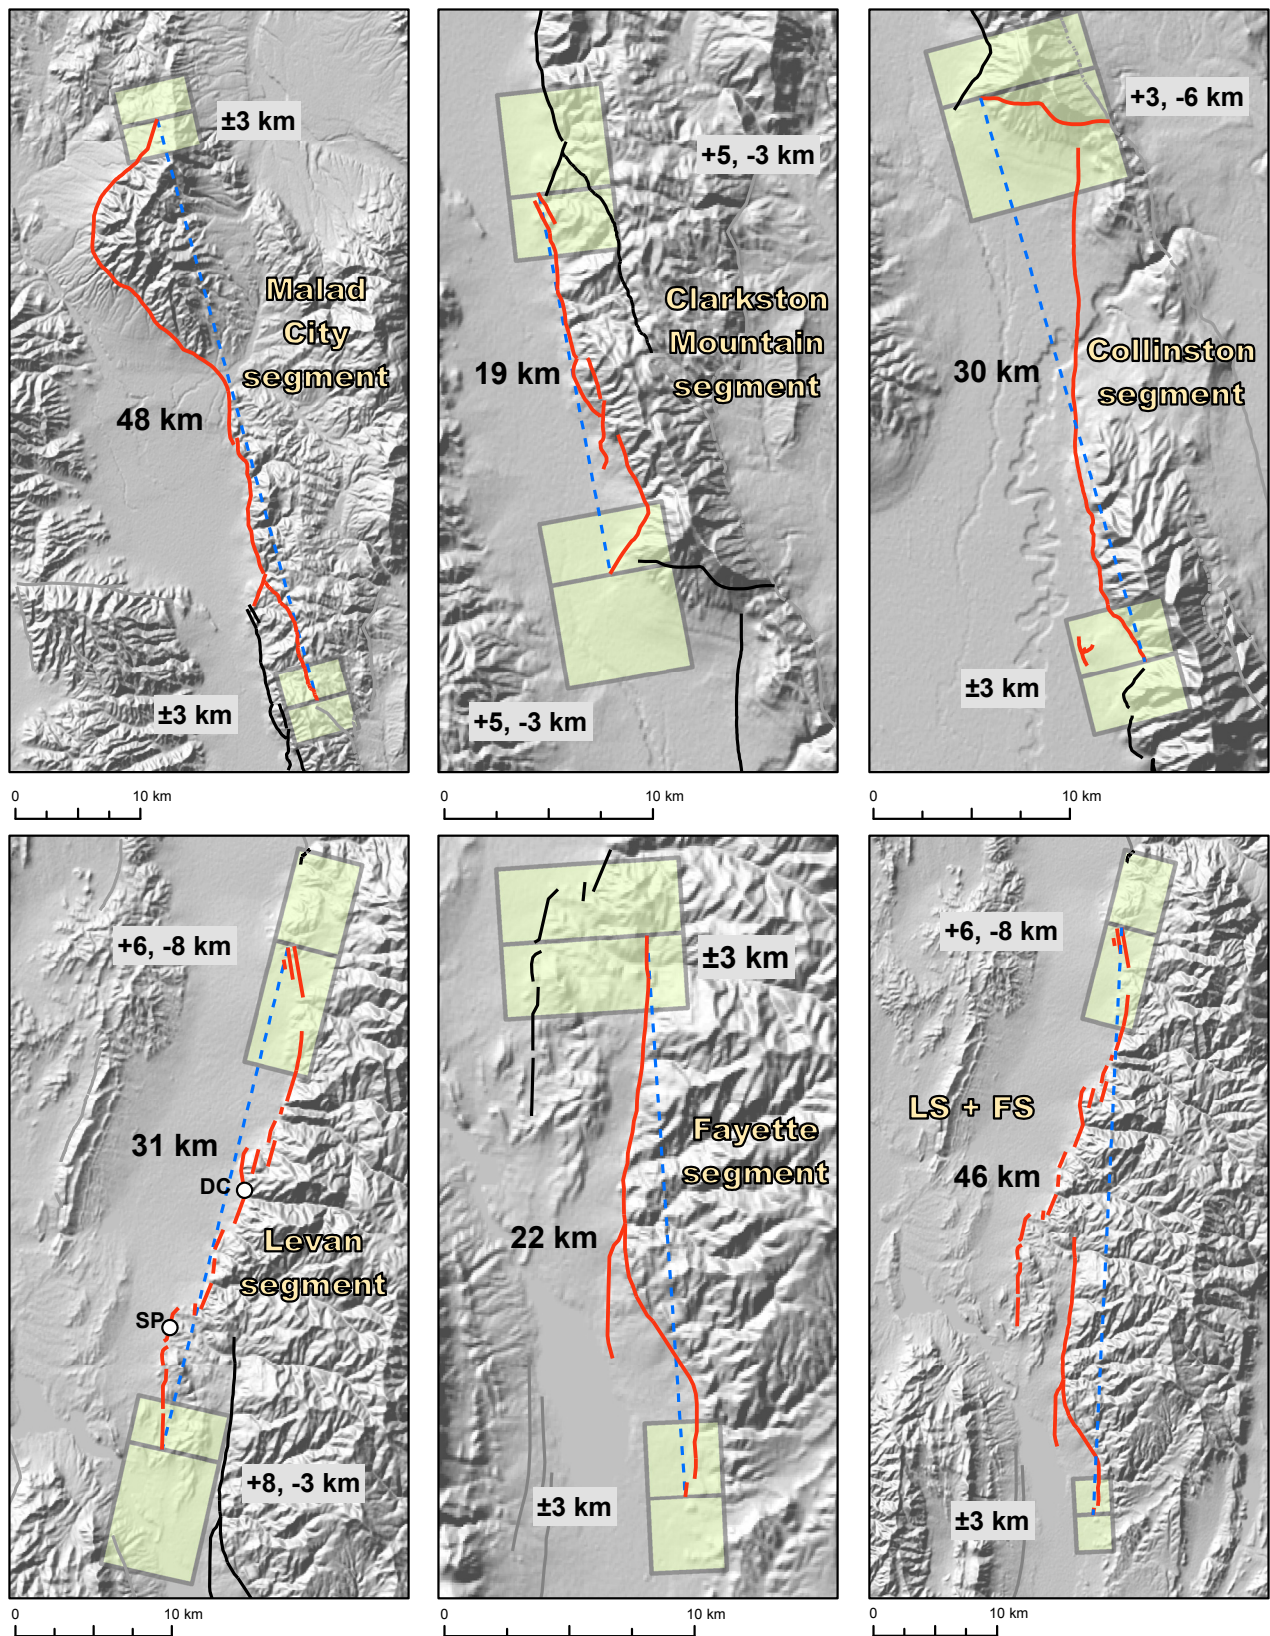 ±3 km
Malad
City
segment
48 km
±3 km
0 10 km
+5, -3 km
Clarkston
Mountain
segment
19 km
+5, -3 km
0 10 km
+3, -6 km
30 km
Collinston
segment
±3 km
0 10 km
+6, -8 km
31 km
DC
Levan
segment
SP
+8, -3 km
0 10 km
±3 km
Fayette
segment
22 km
±3 km
0 10 km
+6, -8 km
LS + FS
46 km
±3 km
0 10 km